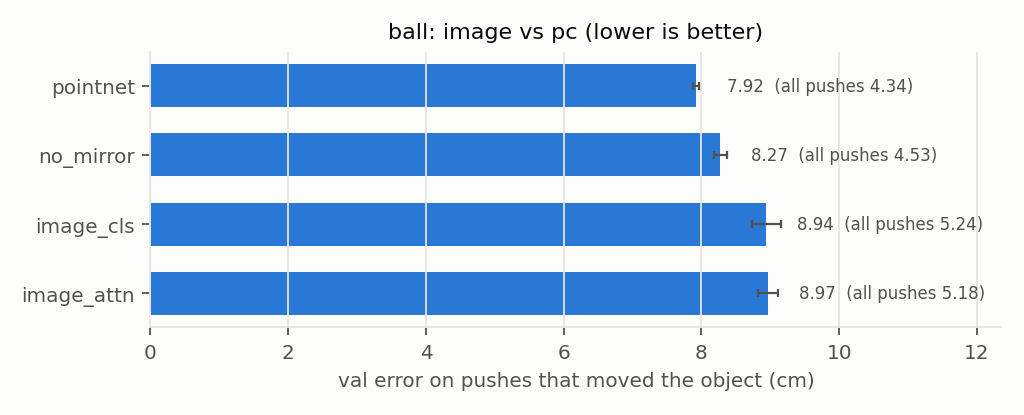 ball: image vs pc (lower is better)
pointnet 7.92 (all pushes 4.34)
no_mirror 8.27 (all pushes 4.53)
image_cls 8.94 (all pushes 5.24)
image_attn 8.97 (all pushes 5.18)
0 2 4 6 8 10 12
val error on pushes that moved the object (cm)